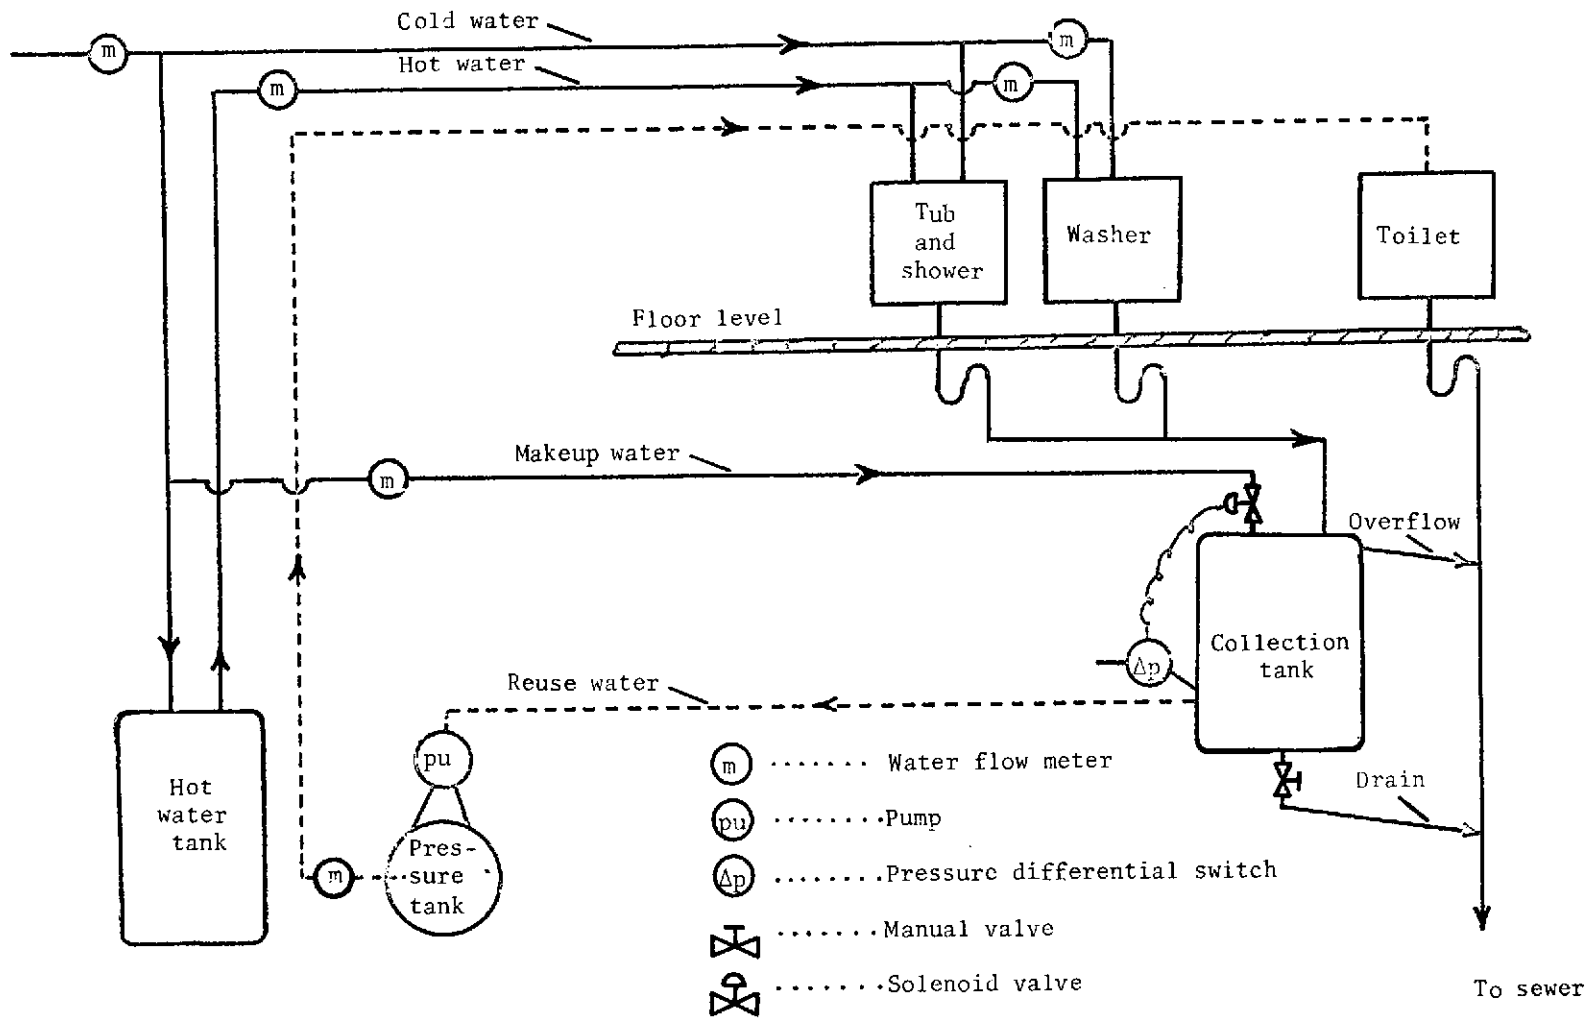 Cold water
m
m
Hot water
m
m
Tub
and
shower
Washer
Toilet
Floor level
Makeup water
m
Overflow
Collection
tank
Δp
Reuse water
pu
Hot
water
tank
Pres-
sure
tank
m
m ....... Water flow meter
pu ........Pump
Δp ........Pressure differential switch
.......Manual valve
........Solenoid valve
Drain
To sewer